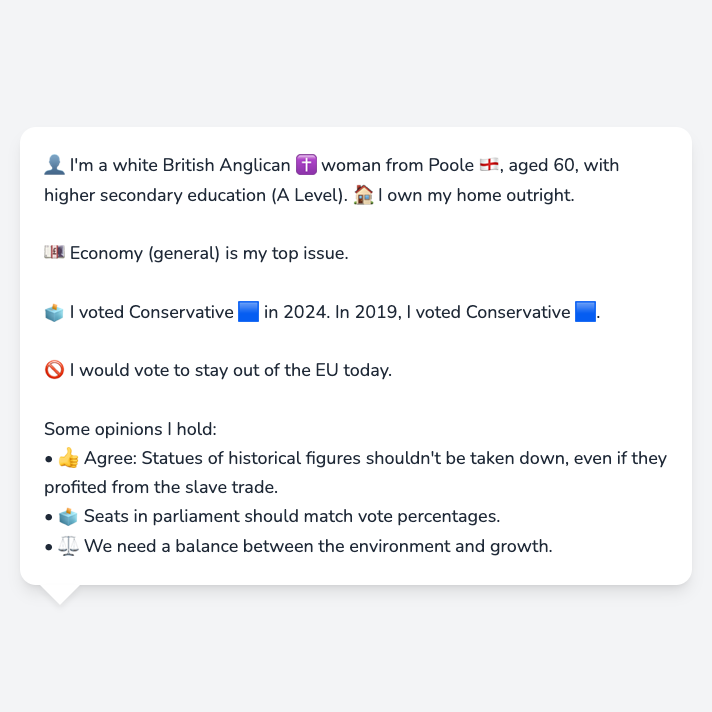 👤 I'm a white British Anglican ✝️ woman from Poole 🏴󠁧󠁢󠁥󠁮󠁧󠁿, aged 60, with
higher secondary education (A Level). 🏠 I own my home outright.
💷 Economy (general) is my top issue.
🗳️ I voted Conservative 🟦 in 2024. In 2019, I voted Conservative 🟦.
🚫 I would vote to stay out of the EU today.
Some opinions I hold:
• 👍 Agree: Statues of historical figures shouldn't be taken down, even if they
profited from the slave trade.
• 🗳️ Seats in parliament should match vote percentages.
• ⚖️ We need a balance between the environment and growth.